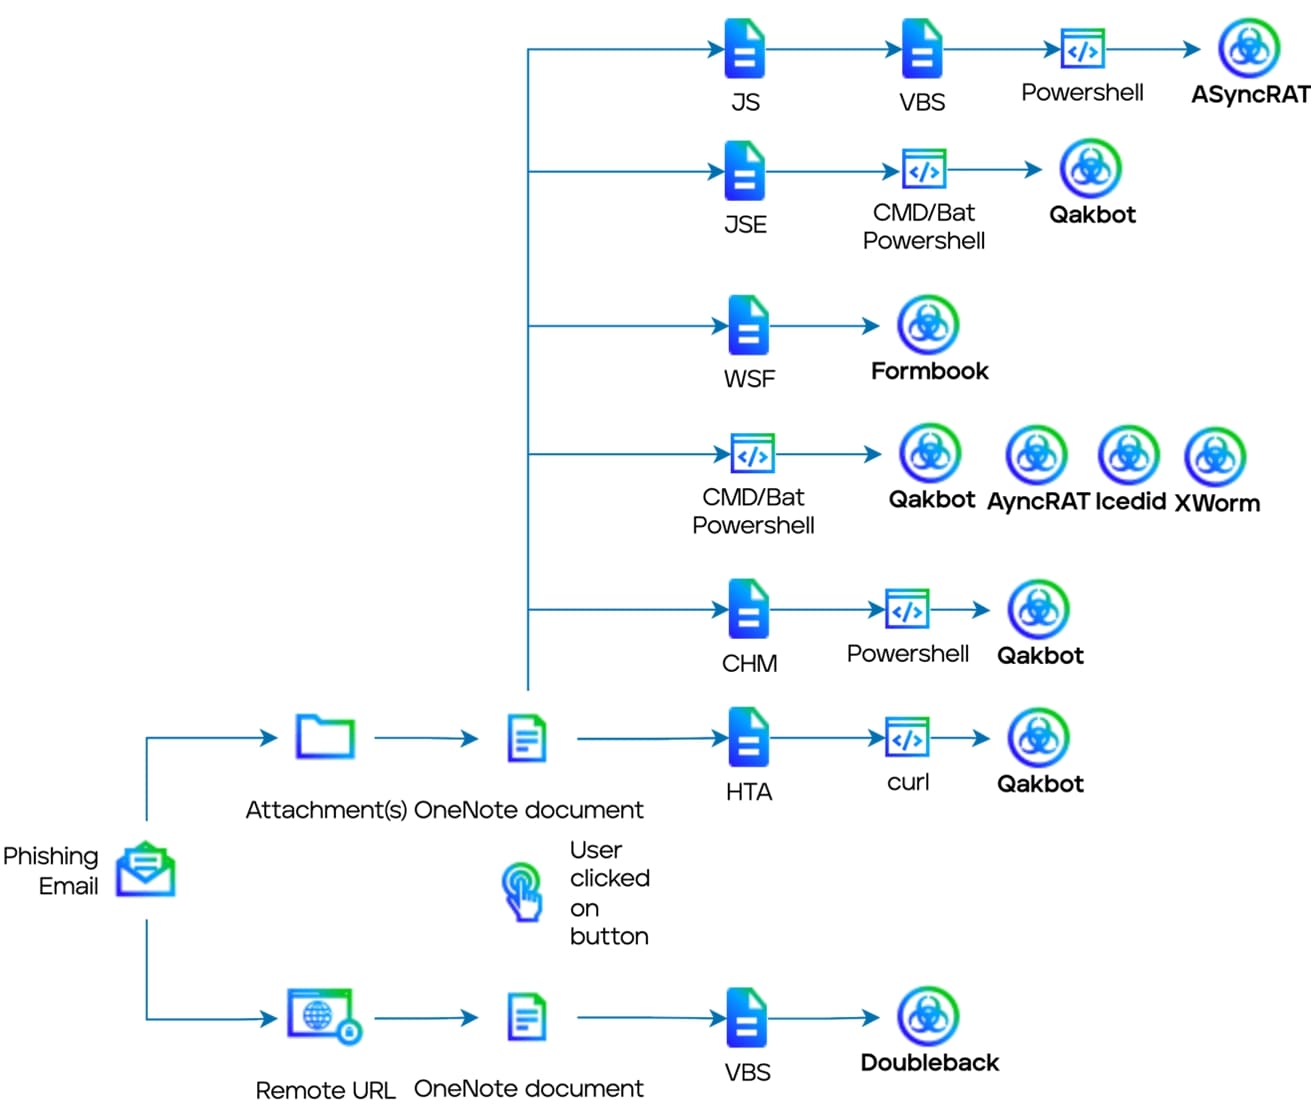 JS
VBS
Powershell
ASyncRAT
JSE
CMD/Bat
Powershell
Qakbot
WSF
Formbook
CMD/Bat
Powershell
Qakbot
AyncRAT
Icedid
XWorm
CHM
Powershell
Qakbot
Attachment(s)
OneNote document
HTA
curl
Qakbot
Phishing
Email
User
clicked
on
button
Remote URL
OneNote document
VBS
Doubleback